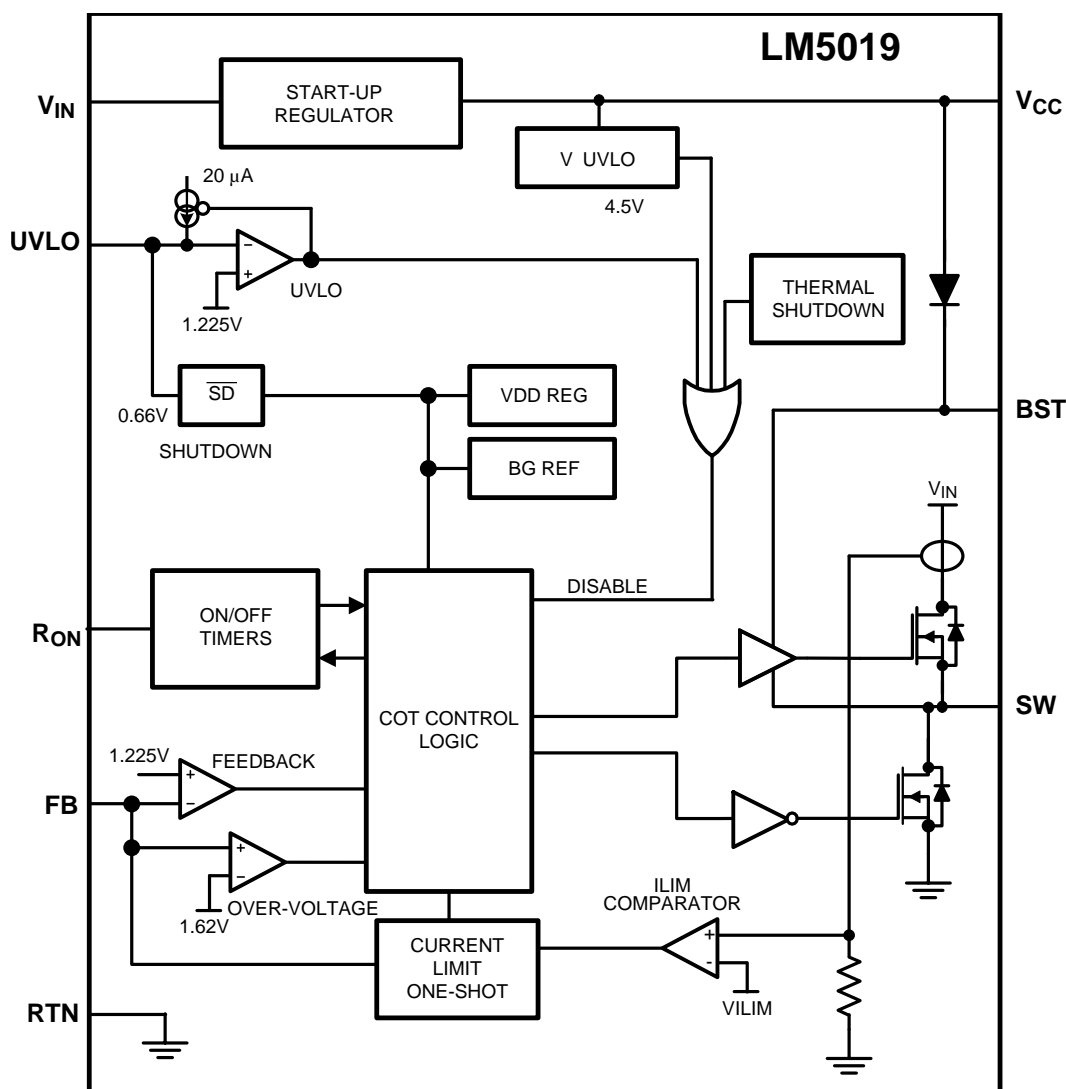 LM5019
START-UP
REGULATOR
VIN
VCC
V UVLO
4.5V
20 μA
UVLO
−
+
UVLO
1.225V
THERMAL
SHUTDOWN
SD
0.66V
SHUTDOWN
VDD REG
BG REF
BST
VIN
ON/OFF
TIMERS
RON
DISABLE
COT CONTROL
LOGIC
SW
1.225V
FEEDBACK
+
−
FB
+
−
1.62V
OVER-VOLTAGE
ILIM
COMPARATOR
+
-
VILIM
CURRENT
LIMIT
ONE-SHOT
RTN